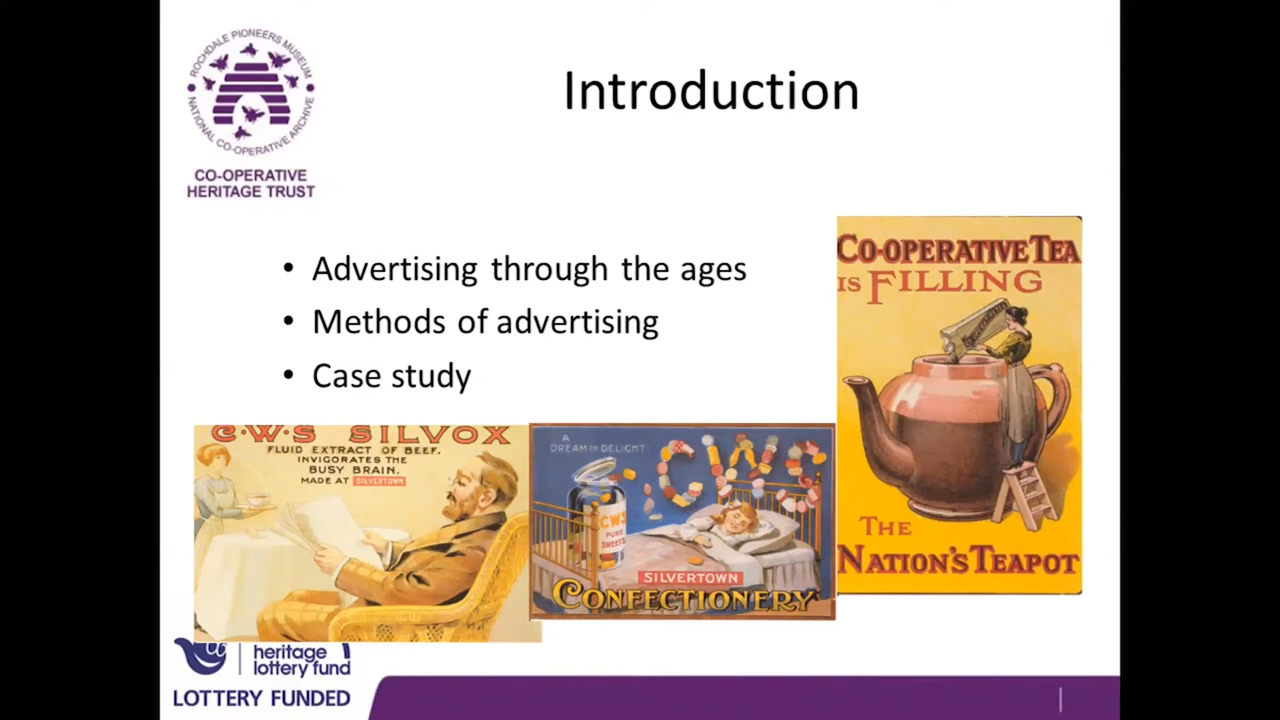 ROCHDALE PIONEERS MUSEUM
NATIONAL CO-OPERATIVE ARCHIVE
CO-OPERATIVE
HERITAGE TRUST
Introduction
• Advertising through the ages
• Methods of advertising
• Case study
C.W.S SILVOX
FLUID EXTRACT OF BEEF.
INVIGORATES THE
BUSY BRAIN.
MADE AT SILVERTOWN
A
DREAM OF DELIGHT
CWS
CWS
PURE
SWEETS
SILVERTOWN
CONFECTIONERY
CO-OPERATIVE TEA
IS FILLING
THE
NATION'S TEAPOT
heritage
lottery fund
LOTTERY FUNDED